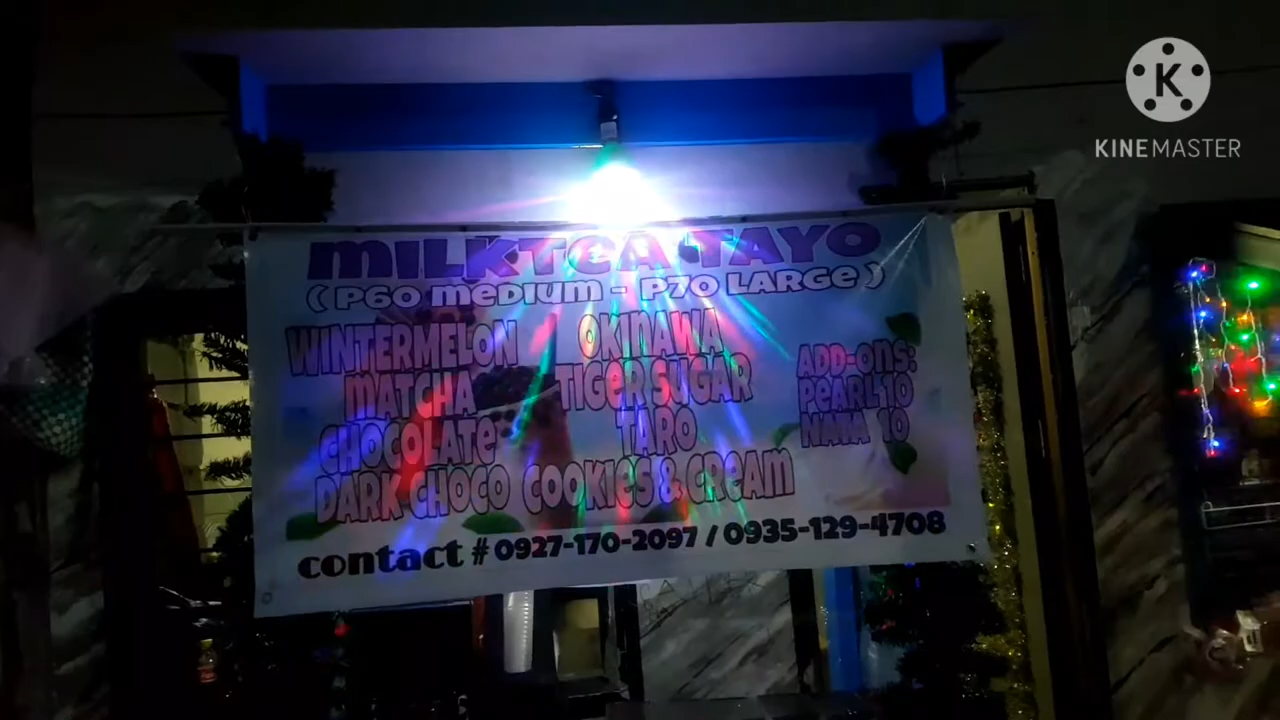 K
KINEMASTER
MILKTEA TAYO
( P60 MEDIUM - P70 LARGE )
WINTERMELON
MATCHA
CHOCOLATE
DARK CHOCO
OKINAWA
TIGER SUGAR
TARO
COOKIES & CREAM
ADD-ONS:
PEARL 10
NATA 10
contact # 0927-170-2097 / 0935-129-4708